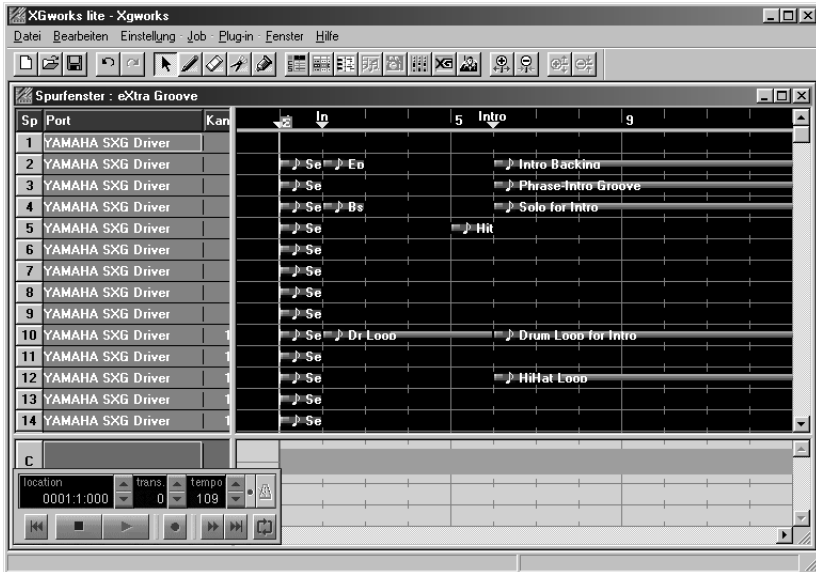 XGworks lite - Xgworks
Datei Bearbeiten Einstellung Job Plug-in Fenster Hilfe
XG
Spurfenster : eXtra Groove
Sp Port Kan In 5 Intro 9
1 YAMAHA SXG Driver
2 YAMAHA SXG Driver Se Ep Intro Backing
3 YAMAHA SXG Driver Se Phrase-Intro Groove
4 YAMAHA SXG Driver Se Bs Solo for Intro
5 YAMAHA SXG Driver Se Hit
6 YAMAHA SXG Driver Se
7 YAMAHA SXG Driver Se
8 YAMAHA SXG Driver Se
9 YAMAHA SXG Driver Se
10 YAMAHA SXG Driver 1 Se Dr Loop Drum Loop for Intro
11 YAMAHA SXG Driver 1 Se
12 YAMAHA SXG Driver 1 Se HiHat Loop
13 YAMAHA SXG Driver 1 Se
14 YAMAHA SXG Driver 1 Se
C
location trans. tempo
0001:1:000 0 109